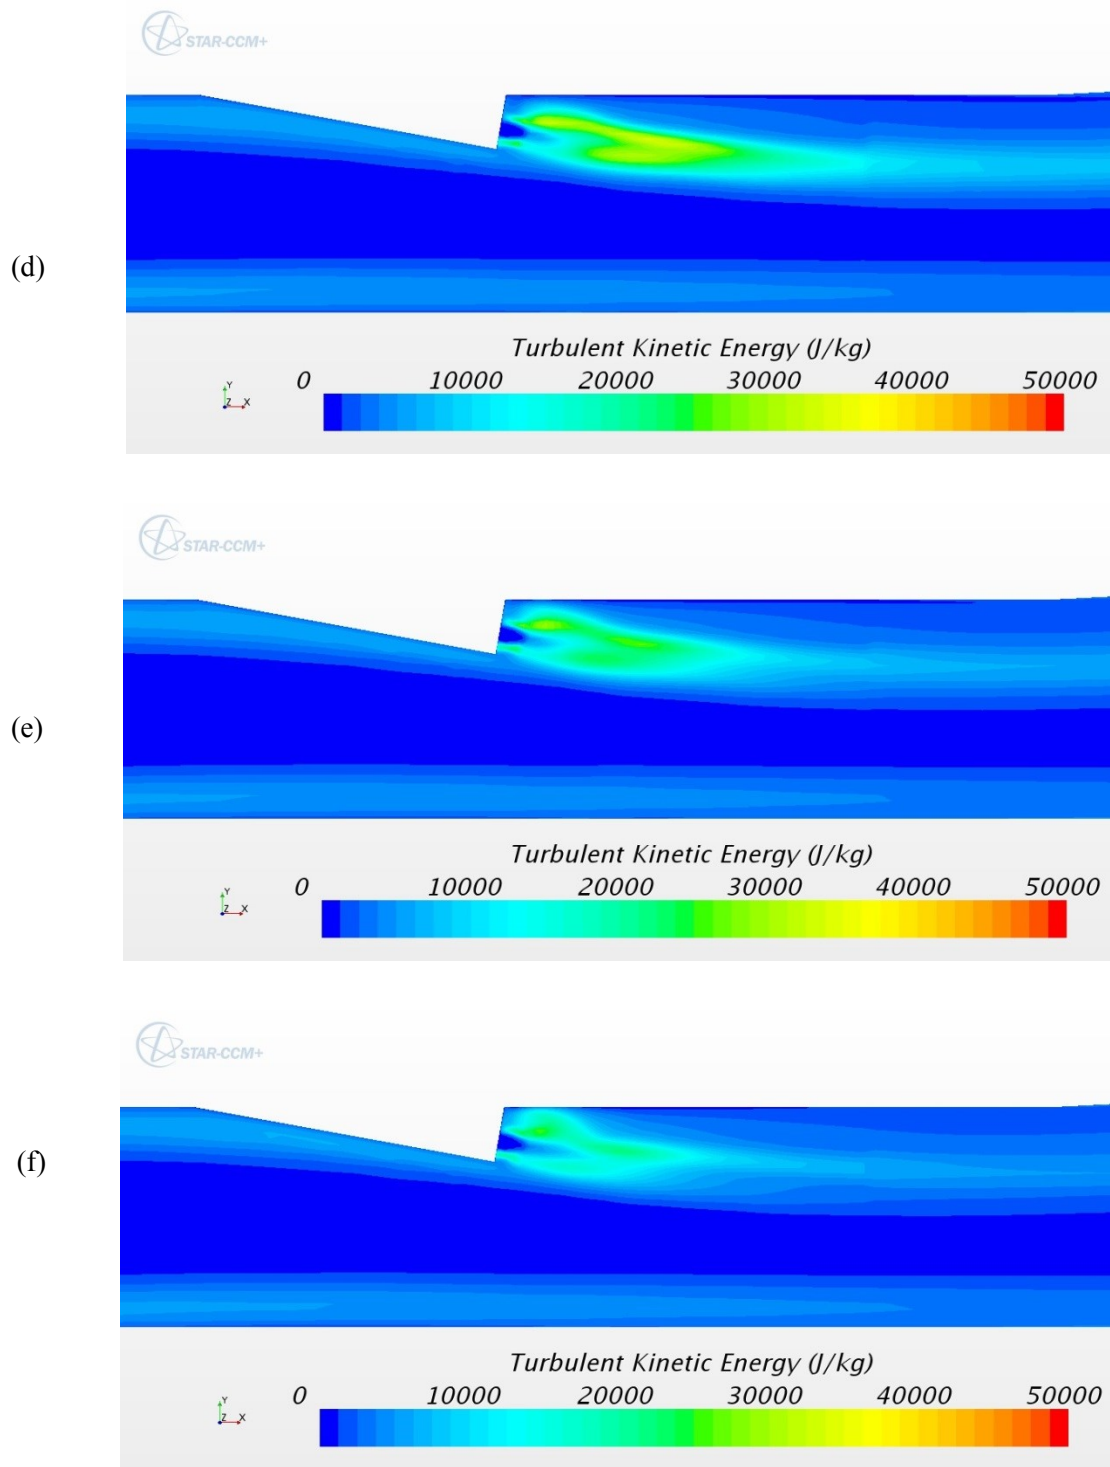 STAR-CCM+
(d)
Turbulent Kinetic Energy (J/kg)
0 10000 20000 30000 40000 50000
Y
Z X
STAR-CCM+
(e)
Turbulent Kinetic Energy (J/kg)
0 10000 20000 30000 40000 50000
Y
Z X
STAR-CCM+
(f)
Turbulent Kinetic Energy (J/kg)
0 10000 20000 30000 40000 50000
Y
Z X